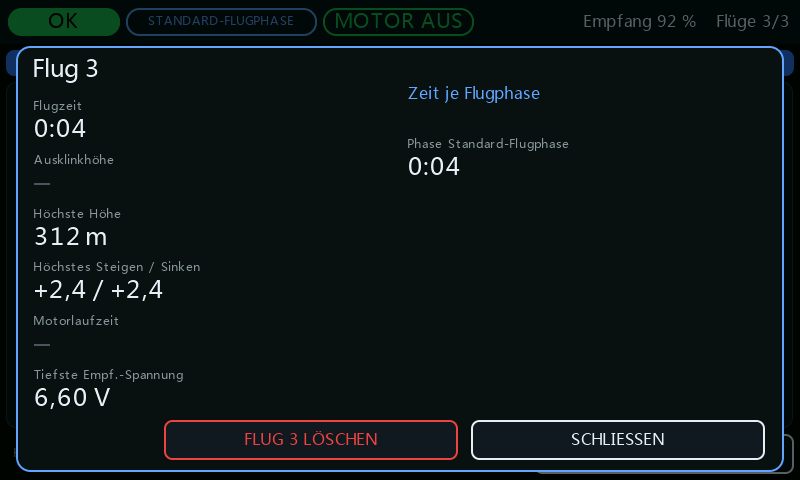 OK
STANDARD-FLUGPHASE
MOTOR AUS
Empfang 92 %
Flüge 3/3
Flug 3
Flugzeit
0:04
Ausklinkhöhe
—
Höchste Höhe
312 m
Höchstes Steigen / Sinken
+2,4 / +2,4
Motorlaufzeit
—
Tiefste Empf.-Spannung
6,60 V
Zeit je Flugphase
Phase Standard-Flugphase
0:04
FLUG 3 LÖSCHEN
SCHLIESSEN